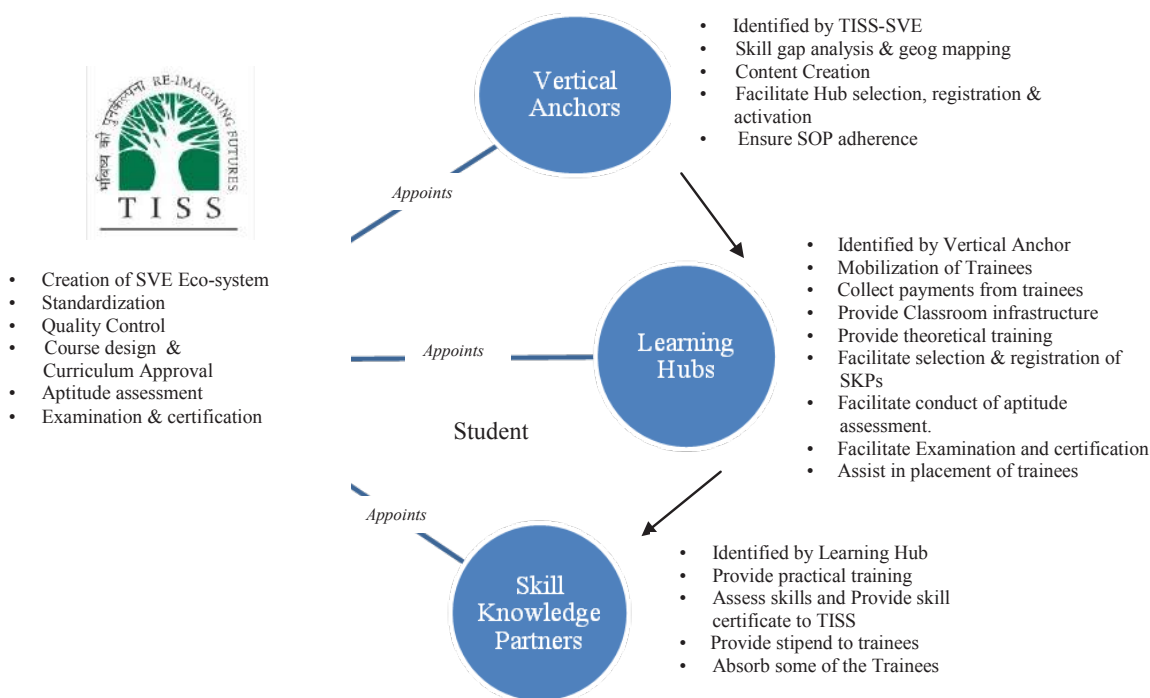 भविष्य की पुनर्कल्पना RE-IMAGINING FUTURES
TISS
• Creation of SVE Eco-system
• Standardization
• Quality Control
• Course design &
Curriculum Approval
• Aptitude assessment
• Examination & certification
Vertical
Anchors
• Identified by TISS-SVE
• Skill gap analysis & geog mapping
• Content Creation
• Facilitate Hub selection, registration &
activation
• Ensure SOP adherence
Appoints
Learning
Hubs
• Identified by Vertical Anchor
• Mobilization of Trainees
• Collect payments from trainees
• Provide Classroom infrastructure
• Provide theoretical training
• Facilitate selection & registration of
SKPs
• Facilitate conduct of aptitude
assessment.
• Facilitate Examination and certification
• Assist in placement of trainees
Appoints
Student
Appoints
Skill
Knowledge
Partners
• Identified by Learning Hub
• Provide practical training
• Assess skills and Provide skill
certificate to TISS
• Provide stipend to trainees
• Absorb some of the Trainees